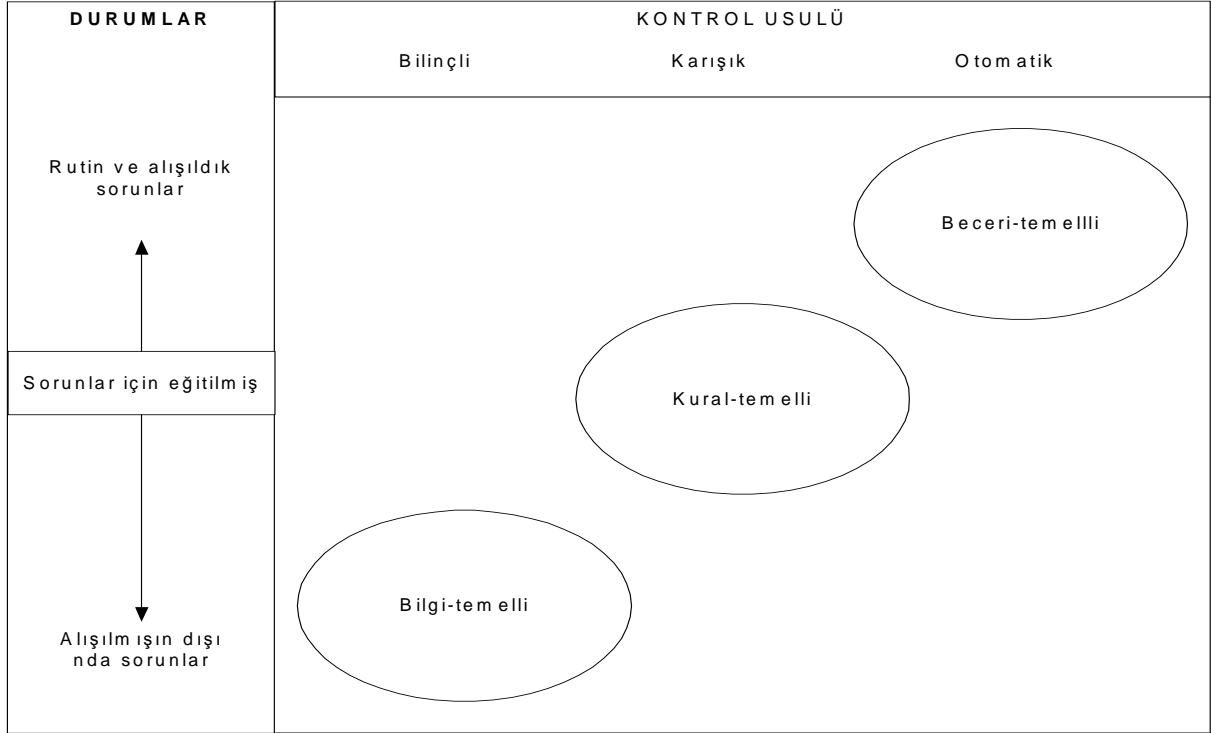 DURUMLAR
KONTROL USULÜ
Bilinçli
Karışık
Otomatik
Rutin ve alışıldık
sorunlar
Beceri-temellli
Sorunlar için eğitilmiş
Kural-temelli
Bilgi-temelli
Alışılmışın dışı
nda sorunlar